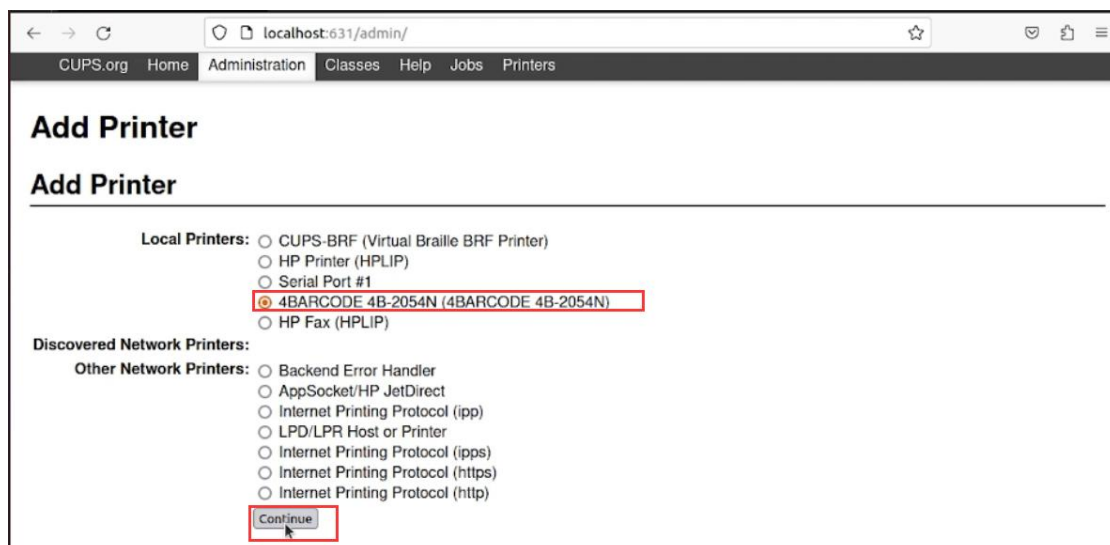 localhost:631/admin/
CUPS.org Home Administration Classes Help Jobs Printers
Add Printer
Add Printer
Local Printers: CUPS-BRF (Virtual Braille BRF Printer)
HP Printer (HPLIP)
Serial Port #1
4BARCODE 4B-2054N (4BARCODE 4B-2054N)
HP Fax (HPLIP)
Discovered Network Printers:
Other Network Printers: Backend Error Handler
AppSocket/HP JetDirect
Internet Printing Protocol (ipp)
LPD/LPR Host or Printer
Internet Printing Protocol (ipps)
Internet Printing Protocol (https)
Internet Printing Protocol (http)
Continue